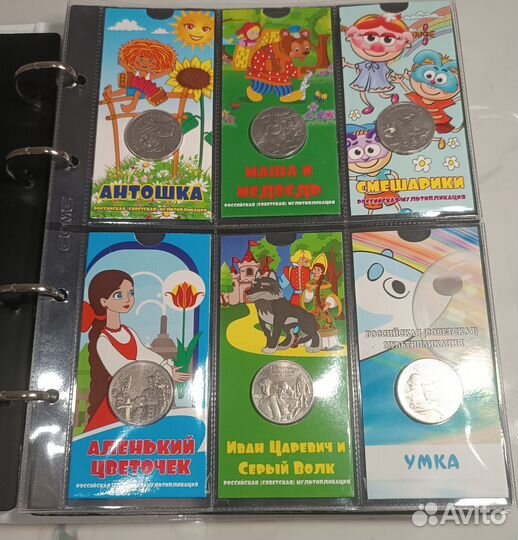 АНТОШКА
РОССИЙСКАЯ (СОВЕТСКАЯ) МУЛЬТИПЛИКАЦИЯ
МАША И
МЕДВЕДЬ
РОССИЙСКАЯ (СОВЕТСКАЯ) МУЛЬТИПЛИКАЦИЯ
СМЕШАРИКИ
РОССИЙСКАЯ (СОВЕТСКАЯ) МУЛЬТИПЛИКАЦИЯ
АЛЕНЬКИЙ
ЦВЕТОЧЕК
РОССИЙСКАЯ (СОВЕТСКАЯ) МУЛЬТИПЛИКАЦИЯ
ИВАН ЦАРЕВИЧ И
СЕРЫЙ ВОЛК
РОССИЙСКАЯ (СОВЕТСКАЯ) МУЛЬТИПЛИКАЦИЯ
РОССИЙСКАЯ (СОВЕТСКАЯ)
МУЛЬТИПЛИКАЦИЯ
УМКА
Avito